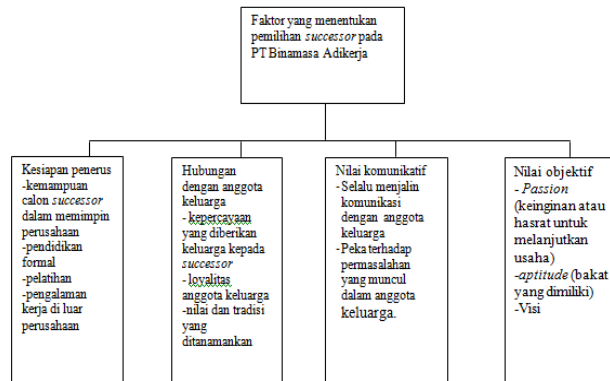 Faktor yang menentukan
pemilihan successor pada
PT Binamasa Adikerja
Kesiapan penerus
-kemampuan
calon successor
dalam memimpin
perusahaan
-pendidikan
formal
-pelatihan
-pengalaman
kerja di luar
perusahaan
Hubungan
dengan anggota
keluarga
- kepercayaan
yang diberikan
keluarga kepada
successor
- loyalitas
anggota keluarga
-nilai dan tradisi
yang
ditanamankan
Nilai komunikatif
- Selalu menjalin
komunikasi
dengan anggota
keluarga
- Peka terhadap
permasalahan
yang muncul
dalam anggota
keluarga.
Nilai objektif
- Passion
(keinginan atau
hasrat untuk
melanjutkan
usaha)
-aptitude (bakat
yang dimiliki)
-Visi